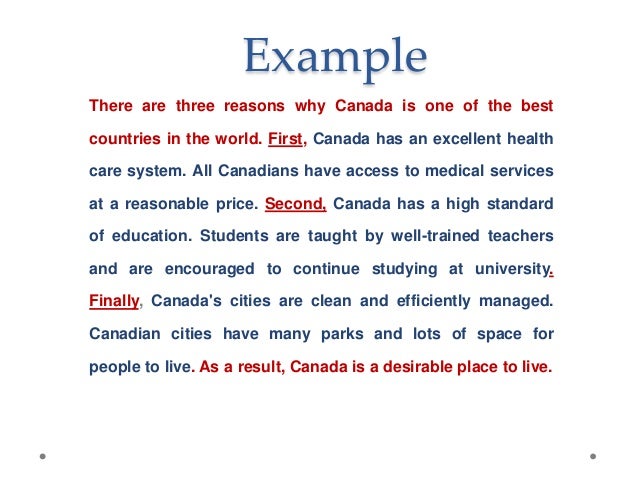 Example
There are three reasons why Canada is one of the best
countries in the world. First, Canada has an excellent health
care system. All Canadians have access to medical services
at a reasonable price. Second, Canada has a high standard
of education. Students are taught by well-trained teachers
and are encouraged to continue studying at university.
Finally, Canada's cities are clean and efficiently managed.
Canadian cities have many parks and lots of space for
people to live. As a result, Canada is a desirable place to live.